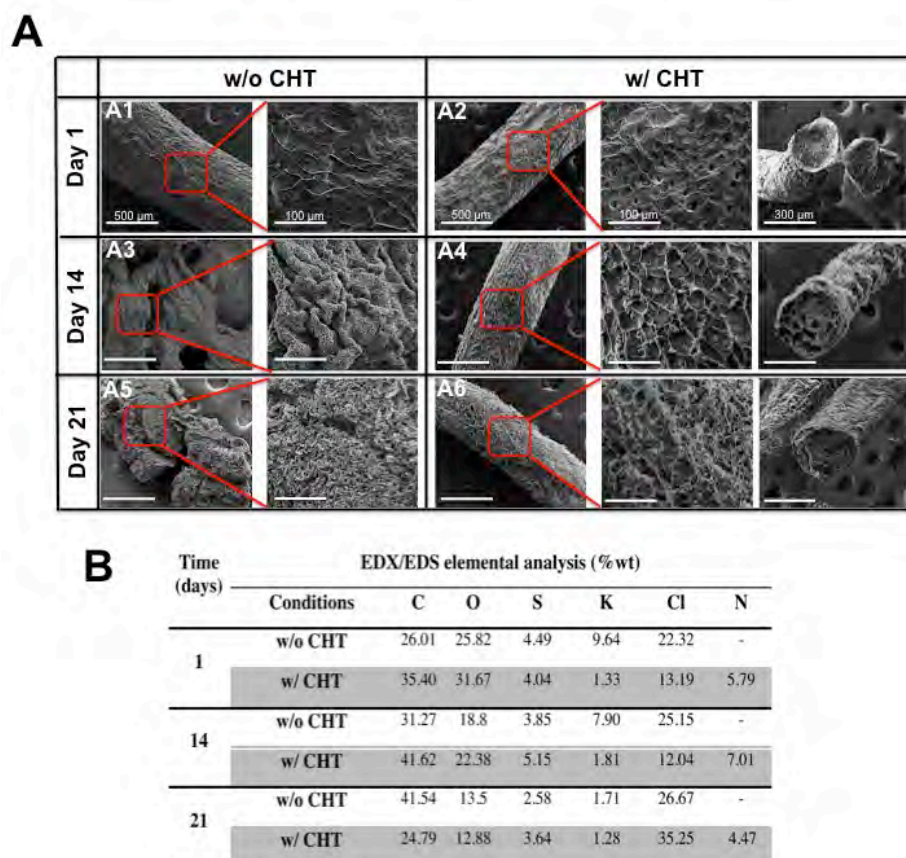 A
w/o CHT w/ CHT
Day 1
A1
500 µm
100 µm
A2
500 µm
100 µm
300 µm
Day 14
A3
A4
Day 21
A5
A6
B
Time (days)
EDX/EDS elemental analysis (%wt)
Conditions C O S K Cl N
1
w/o CHT 26.01 25.82 4.49 9.64 22.32 -
w/ CHT 35.40 31.67 4.04 1.33 13.19 5.79
14
w/o CHT 31.27 18.8 3.85 7.90 25.15 -
w/ CHT 41.62 22.38 5.15 1.81 12.04 7.01
21
w/o CHT 41.54 13.5 2.58 1.71 26.67 -
w/ CHT 24.79 12.88 3.64 1.28 35.25 4.47